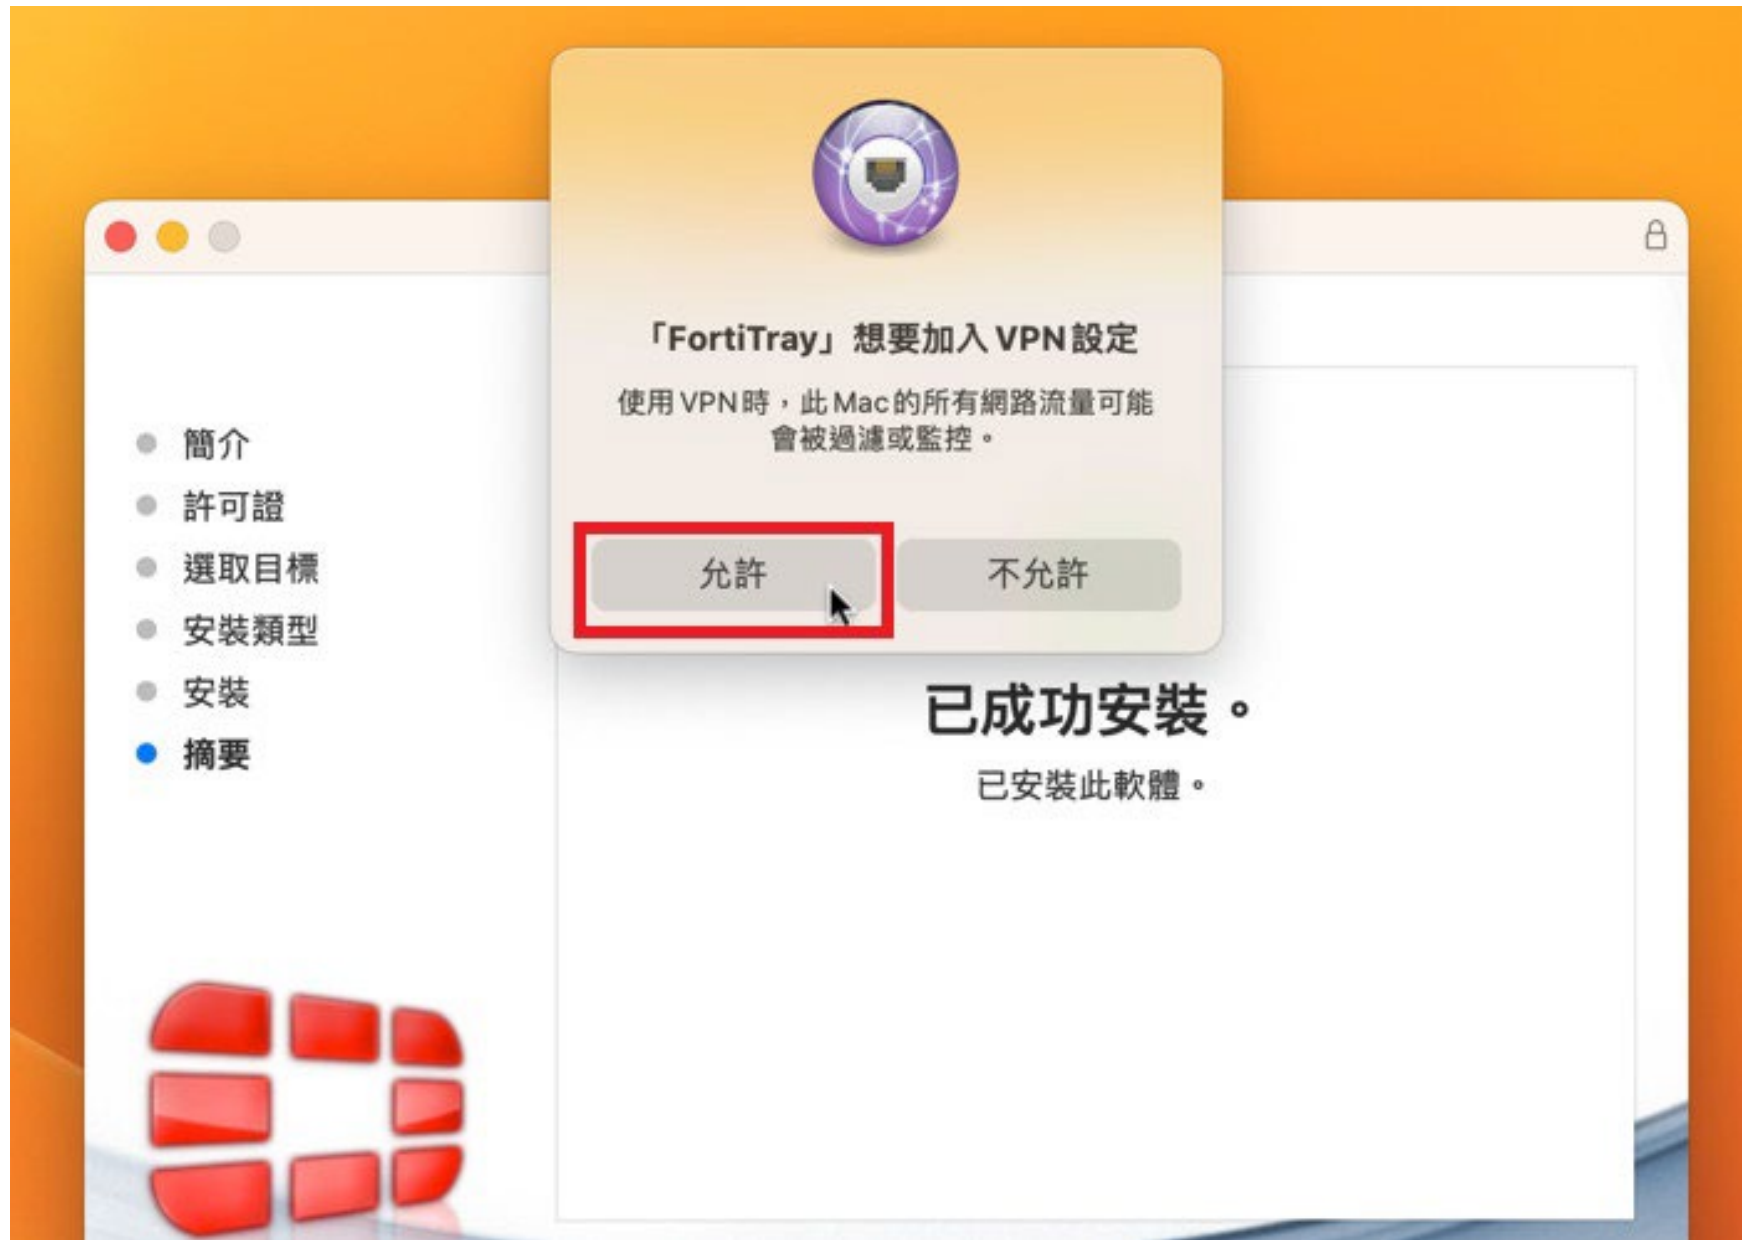 「FortiTray」想要加入 VPN 設定
使用 VPN 時，此 Mac 的所有網路流量可能
會被過濾或監控。
允許
不允許
簡介
許可證
選取目標
安裝類型
安裝
摘要
已成功安裝。
已安裝此軟體。